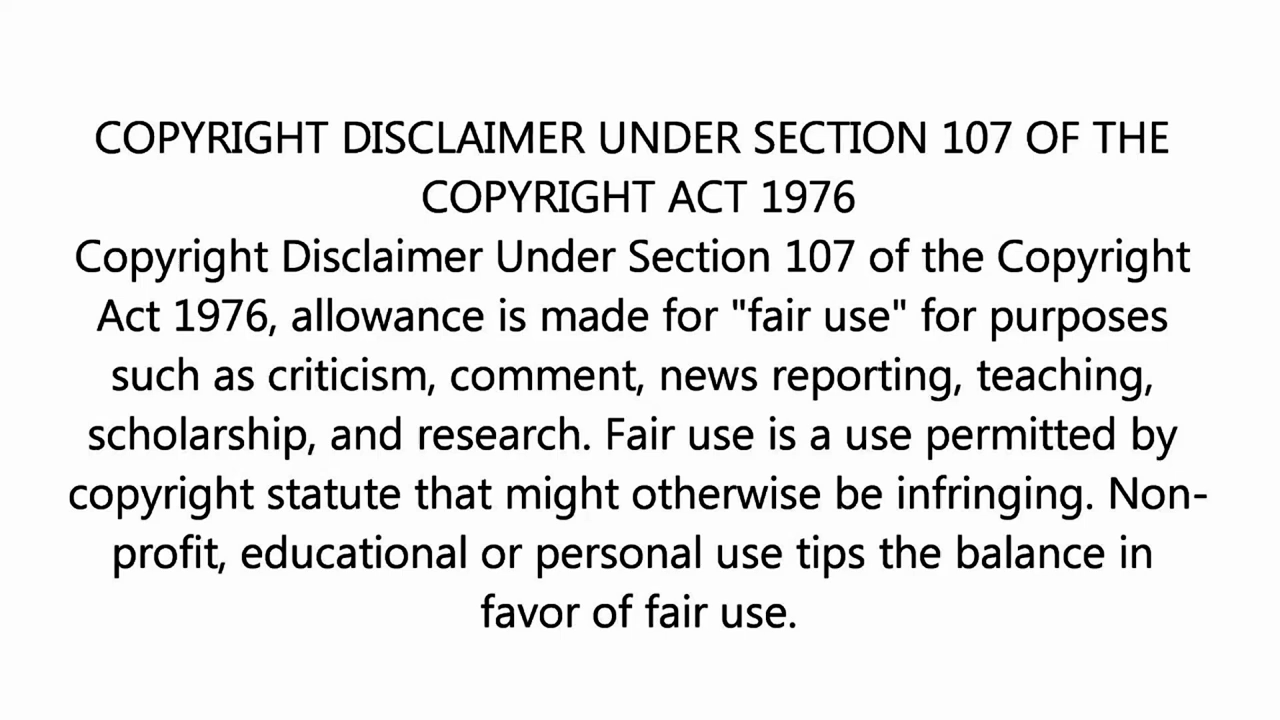 COPYRIGHT DISCLAIMER UNDER SECTION 107 OF THE
COPYRIGHT ACT 1976
Copyright Disclaimer Under Section 107 of the Copyright
Act 1976, allowance is made for "fair use" for purposes
such as criticism, comment, news reporting, teaching,
scholarship, and research. Fair use is a use permitted by
copyright statute that might otherwise be infringing. Non-
profit, educational or personal use tips the balance in
favor of fair use.